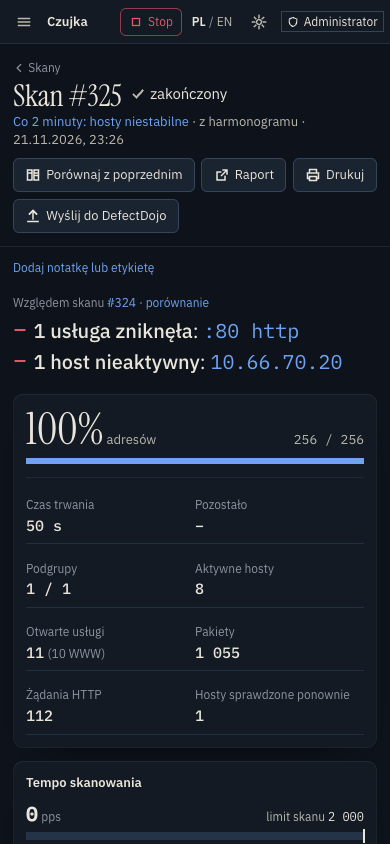 Czujka
Stop
PL / EN
Administrator
Skany
Skan #325
zakończony
Co 2 minuty: hosty niestabilne · z harmonogramu ·
21.11.2026, 23:26
Porównaj z poprzednim
Raport
Drukuj
Wyślij do DefectDojo
Dodaj notatkę lub etykietę
Względem skanu #324 · porównanie
− 1 usługa zniknęła: :80 http
− 1 host nieaktywny: 10.66.70.20
100% adresów
256 / 256
Czas trwania
Pozostało
50 s
–
Podgrupy
Aktywne hosty
1 / 1
8
Otwarte usługi
Pakiety
11 (10 WWW)
1 055
Żądania HTTP
Hosty sprawdzone ponownie
112
1
Tempo skanowania
0 pps
limit skanu 2 000